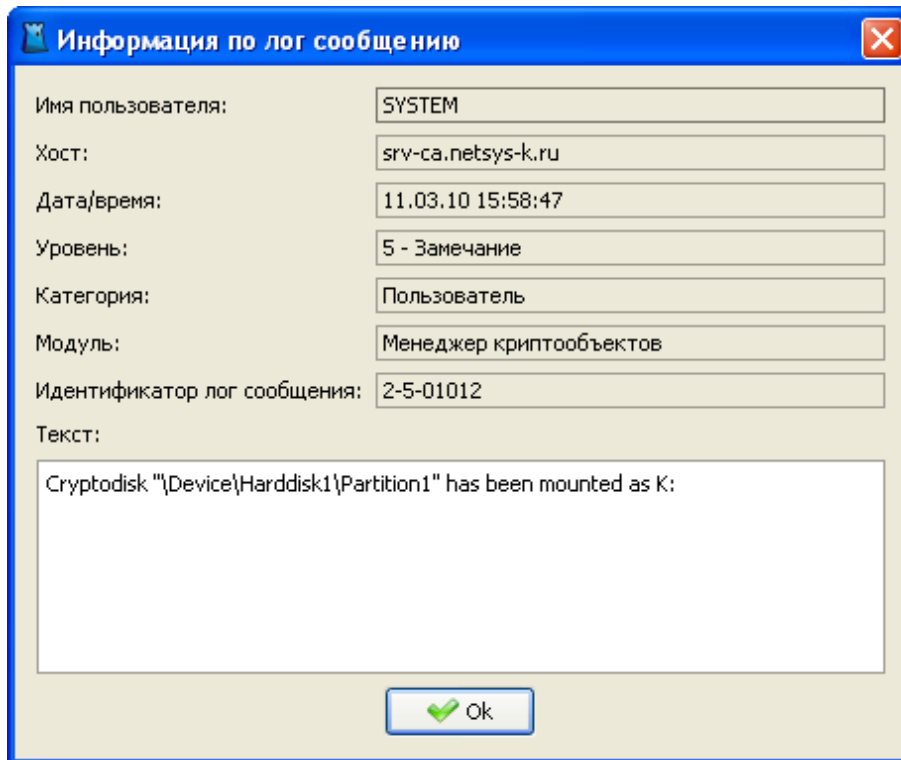 Информация по лог сообщению
Имя пользователя: SYSTEM
Хост: srv-ca.netsys-k.ru
Дата/время: 11.03.10 15:58:47
Уровень: 5 - Замечание
Категория: Пользователь
Модуль: Менеджер криптообъектов
Идентификатор лог сообщения: 2-5-01012
Текст:
Cryptodisk "\Device\Harddisk1\Partition1" has been mounted as K:
Ok